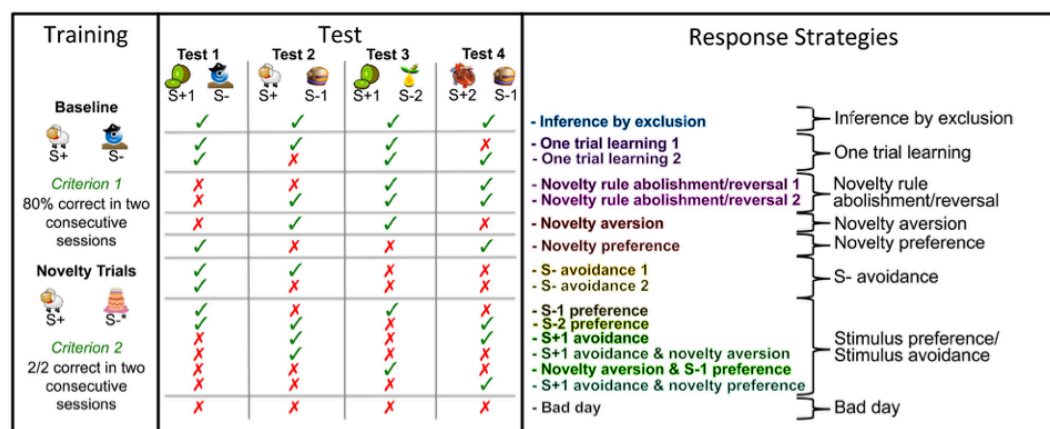 Training
Test
Response Strategies
Test 1
Test 2
Test 3
Test 4
S+1
S-
S+
S-1
S+1
S-2
S+2
S-1
Baseline
S+
S-
Criterion 1
80% correct in two
consecutive
sessions
Novelty Trials
S+
S-*
Criterion 2
2/2 correct in two
consecutive
sessions
✓ ✓ ✓ ✓
✓ ✓ ✓ ✗
✓ ✗ ✓ ✓
✗ ✗ ✓ ✓
✗ ✓ ✓ ✓
✗ ✓ ✓ ✗
✓ ✗ ✗ ✓
✓ ✓ ✗ ✗
✓ ✗ ✗ ✗
✓ ✗ ✓ ✗
✓ ✓ ✗ ✓
✗ ✓ ✗ ✓
✗ ✓ ✗ ✗
✗ ✗ ✓ ✗
✗ ✗ ✗ ✓
✗ ✗ ✗ ✗
- Inference by exclusion
- One trial learning 1
- One trial learning 2
- Novelty rule abolishment/reversal 1
- Novelty rule abolishment/reversal 2
- Novelty aversion
- Novelty preference
- S- avoidance 1
- S- avoidance 2
- S-1 preference
- S-2 preference
- S+1 avoidance
- S+1 avoidance & novelty aversion
- Novelty aversion & S-1 preference
- S+1 avoidance & novelty preference
- Bad day
Inference by exclusion
One trial learning
Novelty rule
abolishment/reversal
Novelty aversion
Novelty preference
S- avoidance
Stimulus preference/
Stimulus avoidance
Bad day